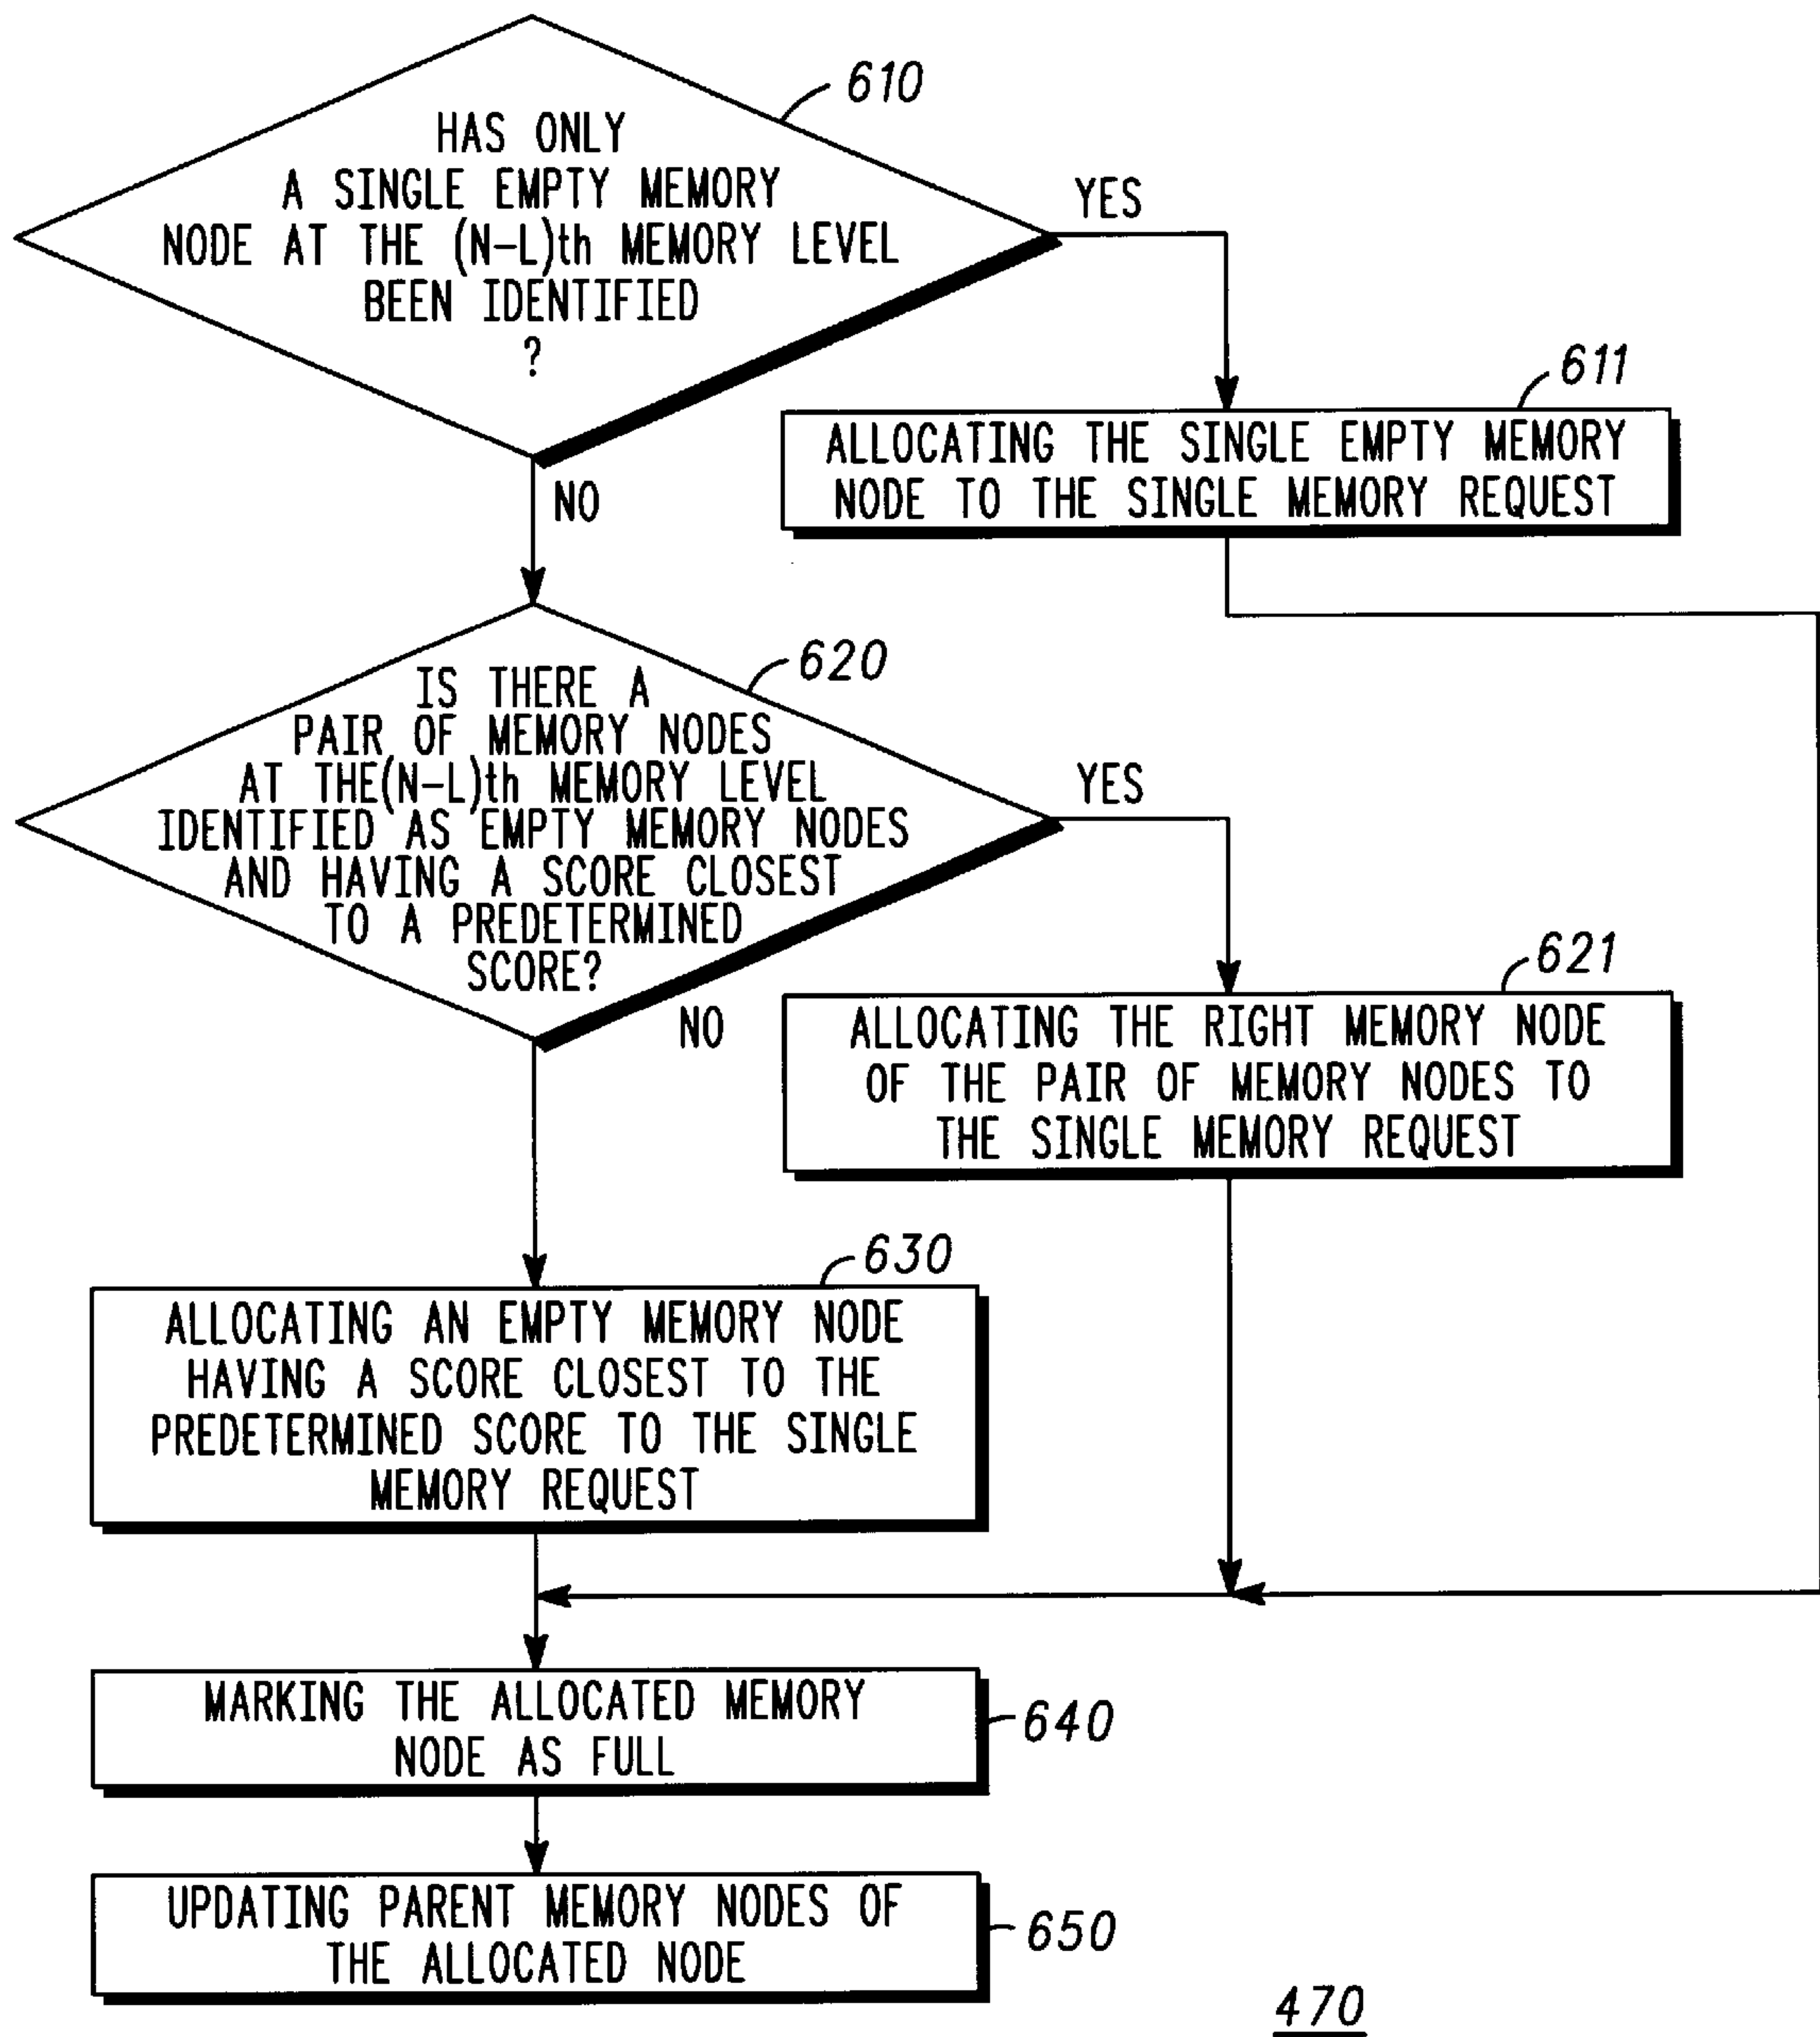 610
HAS ONLY
A SINGLE EMPTY MEMORY
NODE AT THE (N-L)th MEMORY LEVEL
BEEN IDENTIFIED
?
YES
NO
611
ALLOCATING THE SINGLE EMPTY MEMORY
NODE TO THE SINGLE MEMORY REQUEST
620
IS THERE A
PAIR OF MEMORY NODES
AT THE(N-L)th MEMORY LEVEL
IDENTIFIED AS EMPTY MEMORY NODES
AND HAVING A SCORE CLOSEST
TO A PREDETERMINED
SCORE?
YES
NO
621
ALLOCATING THE RIGHT MEMORY NODE
OF THE PAIR OF MEMORY NODES TO
THE SINGLE MEMORY REQUEST
630
ALLOCATING AN EMPTY MEMORY NODE
HAVING A SCORE CLOSEST TO THE
PREDETERMINED SCORE TO THE SINGLE
MEMORY REQUEST
MARKING THE ALLOCATED MEMORY
NODE AS FULL
640
UPDATING PARENT MEMORY NODES OF
THE ALLOCATED NODE
650
470